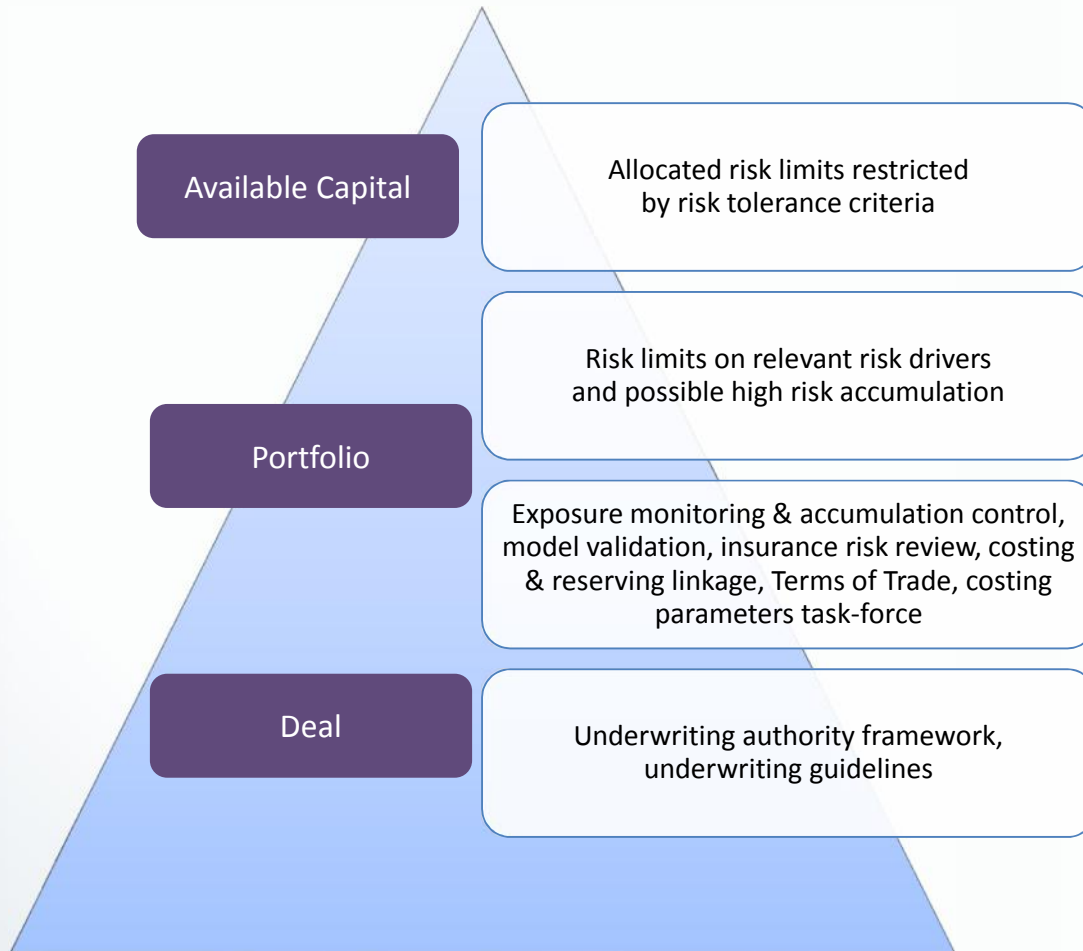 Available Capital
Allocated risk limits restricted
by risk tolerance criteria
Risk limits on relevant risk drivers
and possible high risk accumulation
Portfolio
Exposure monitoring & accumulation control,
model validation, insurance risk review, costing
& reserving linkage, Terms of Trade, costing
parameters task-force
Deal
Underwriting authority framework,
underwriting guidelines